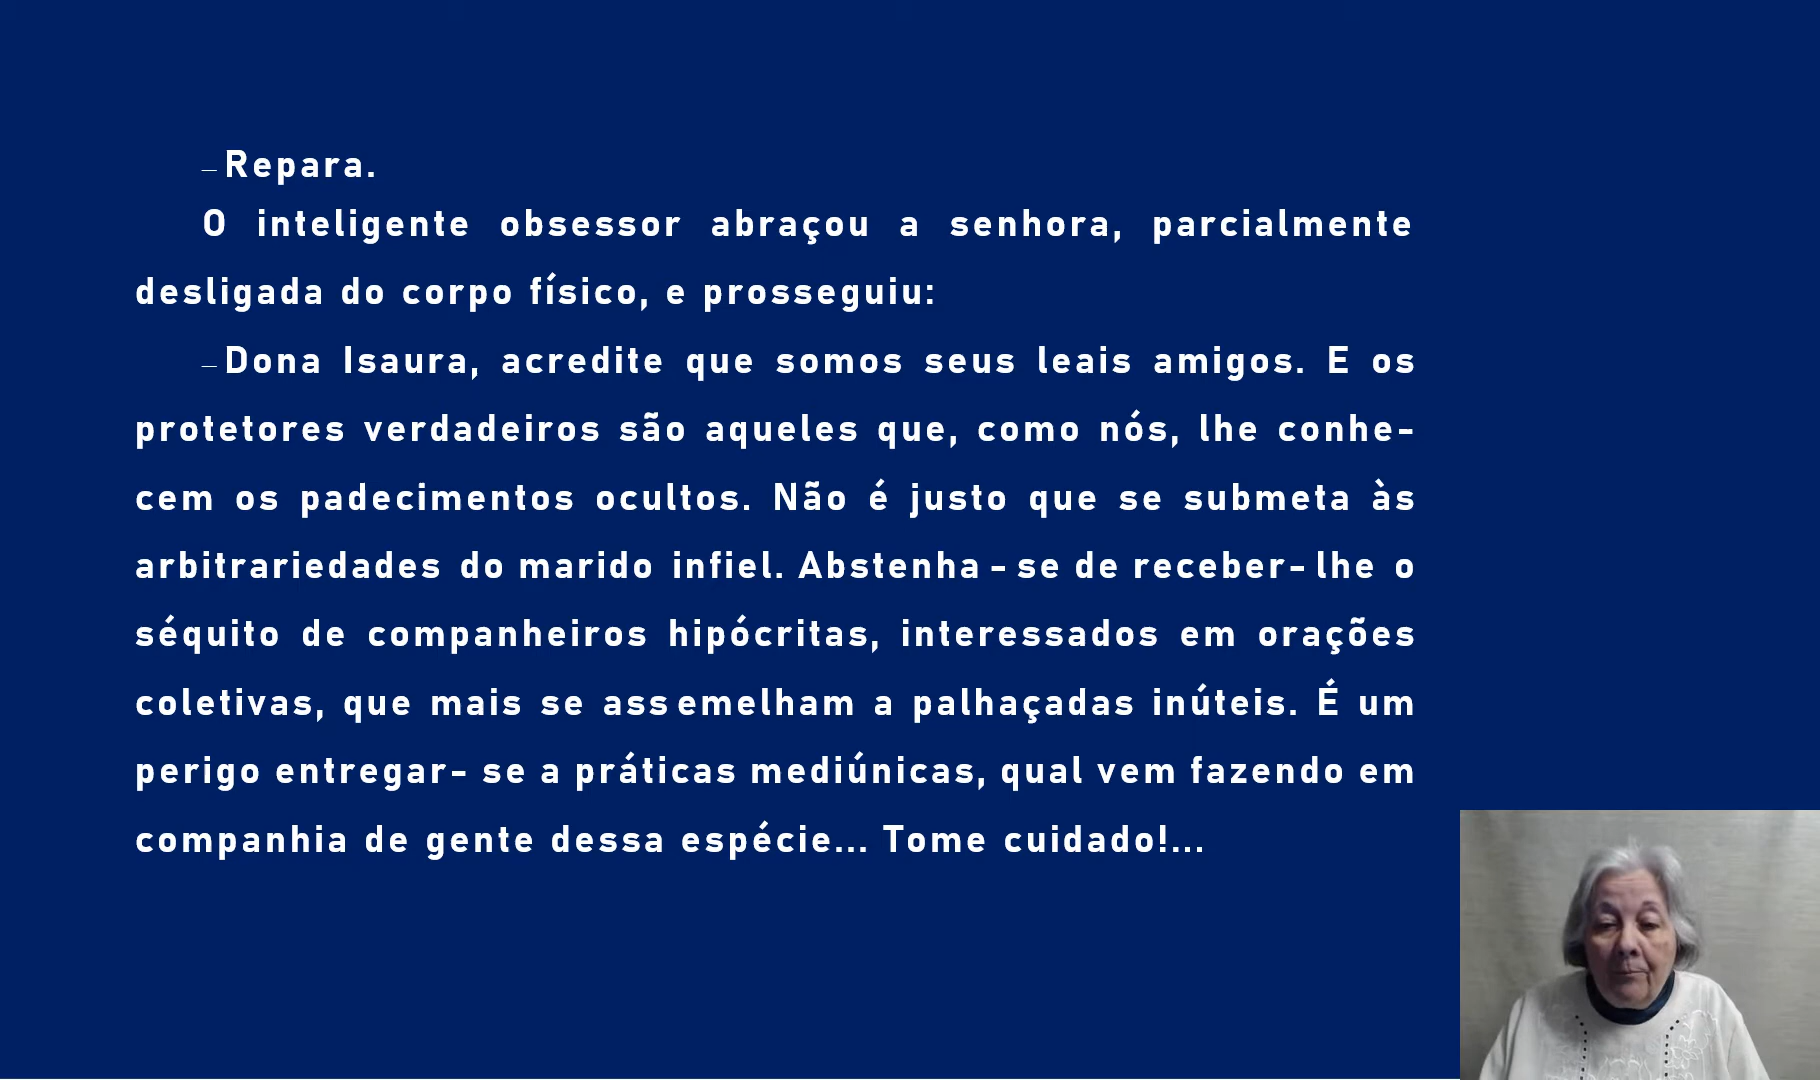 – Repara.
O inteligente obsessor abraçou a senhora, parcialmente
desligada do corpo físico, e prosseguiu:
– Dona Isaura, acredite que somos seus leais amigos. E os
protetores verdadeiros são aqueles que, como nós, lhe conhe-
cem os padecimentos ocultos. Não é justo que se submeta às
arbitrariedades do marido infiel. Abstenha-se de receber-lhe o
séquito de companheiros hipócritas, interessados em orações
coletivas, que mais se assemelham a palhaçadas inúteis. É um
perigo entregar-se a práticas mediúnicas, qual vem fazendo em
companhia de gente dessa espécie... Tome cuidado!...